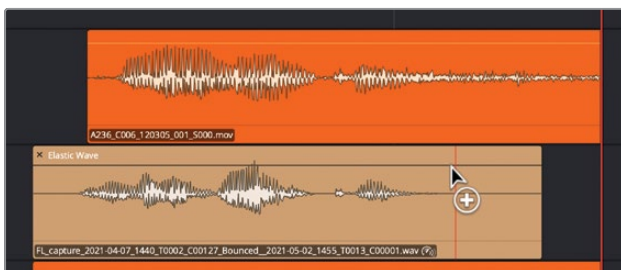 A236_C006_120305_001_S000.mov
× Elastic Wave
FL_capture_2021-04-07_1440_T0002_C00127_Bounced__2021-05-02_1455_T0013_C00001.wav